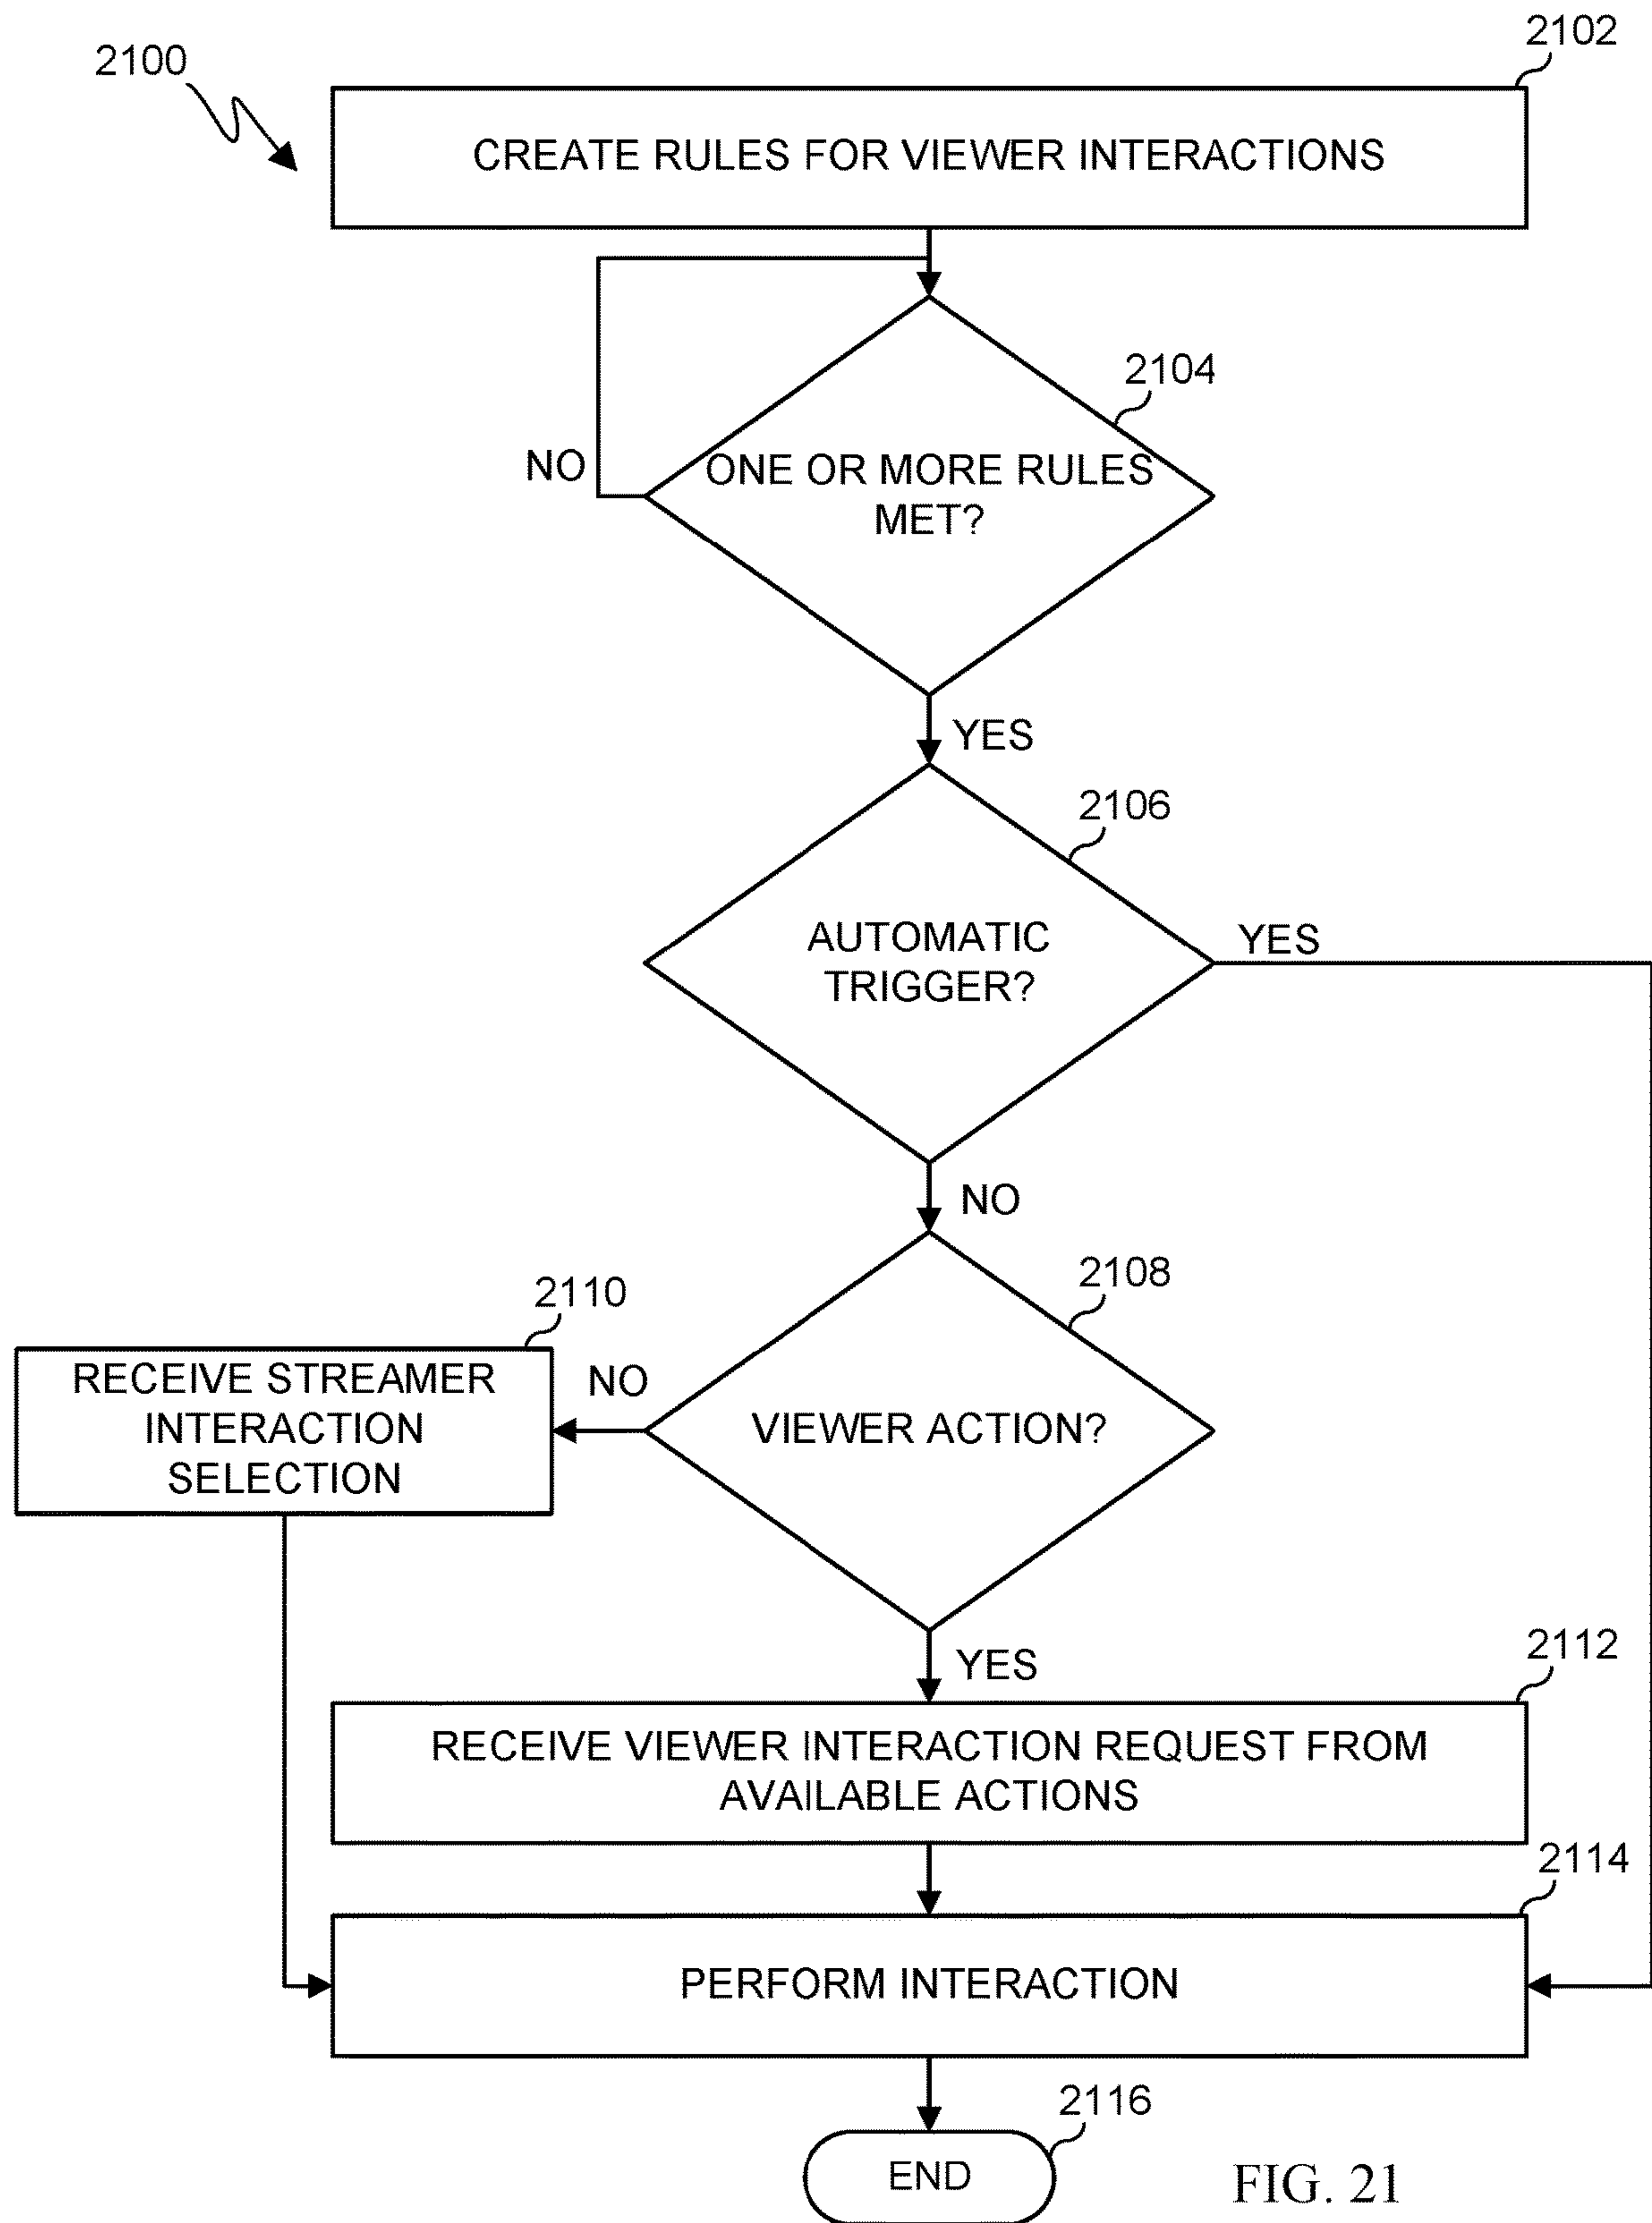 2100
2102
CREATE RULES FOR VIEWER INTERACTIONS
2104
NO
ONE OR MORE RULES
MET?
YES
2106
AUTOMATIC
TRIGGER?
YES
NO
2108
2110
RECEIVE STREAMER
INTERACTION
SELECTION
NO
VIEWER ACTION?
YES
2112
RECEIVE VIEWER INTERACTION REQUEST FROM
AVAILABLE ACTIONS
2114
PERFORM INTERACTION
2116
END
FIG. 21